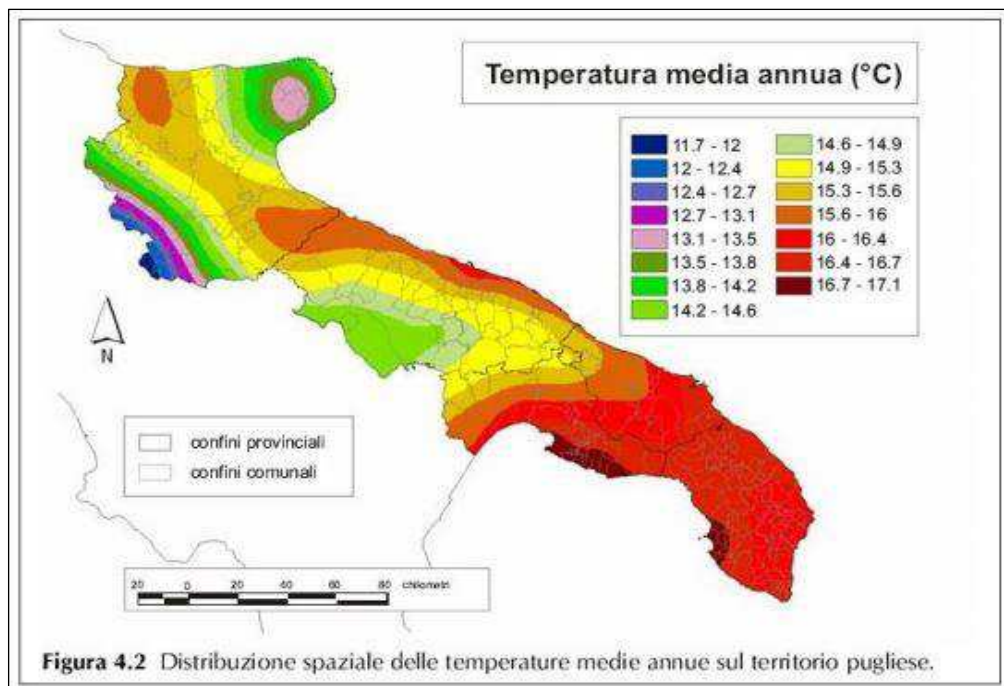 Temperatura media annua (°C)
11.7 - 12
12 - 12.4
12.4 - 12.7
12.7 - 13.1
13.1 - 13.5
13.5 - 13.8
13.8 - 14.2
14.2 - 14.6
14.6 - 14.9
14.9 - 15.3
15.3 - 15.6
15.6 - 16
16 - 16.4
16.4 - 16.7
16.7 - 17.1
N
confini provinciali
confini comunali
20 0 20 40 60 80 chilometri
Figura 4.2 Distribuzione spaziale delle temperature medie annue sul territorio pugliese.